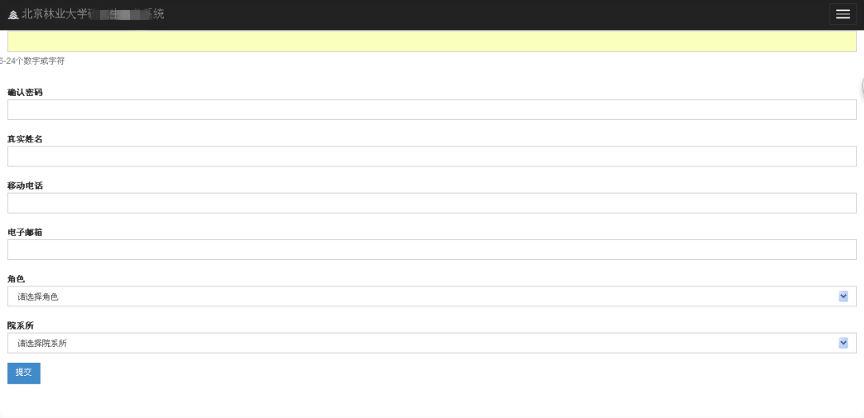 北京林业大学 系统
6-24个数字或字符
确认密码
真实姓名
移动电话
电子邮箱
角色
请选择角色
院系所
请选择院系所
提交